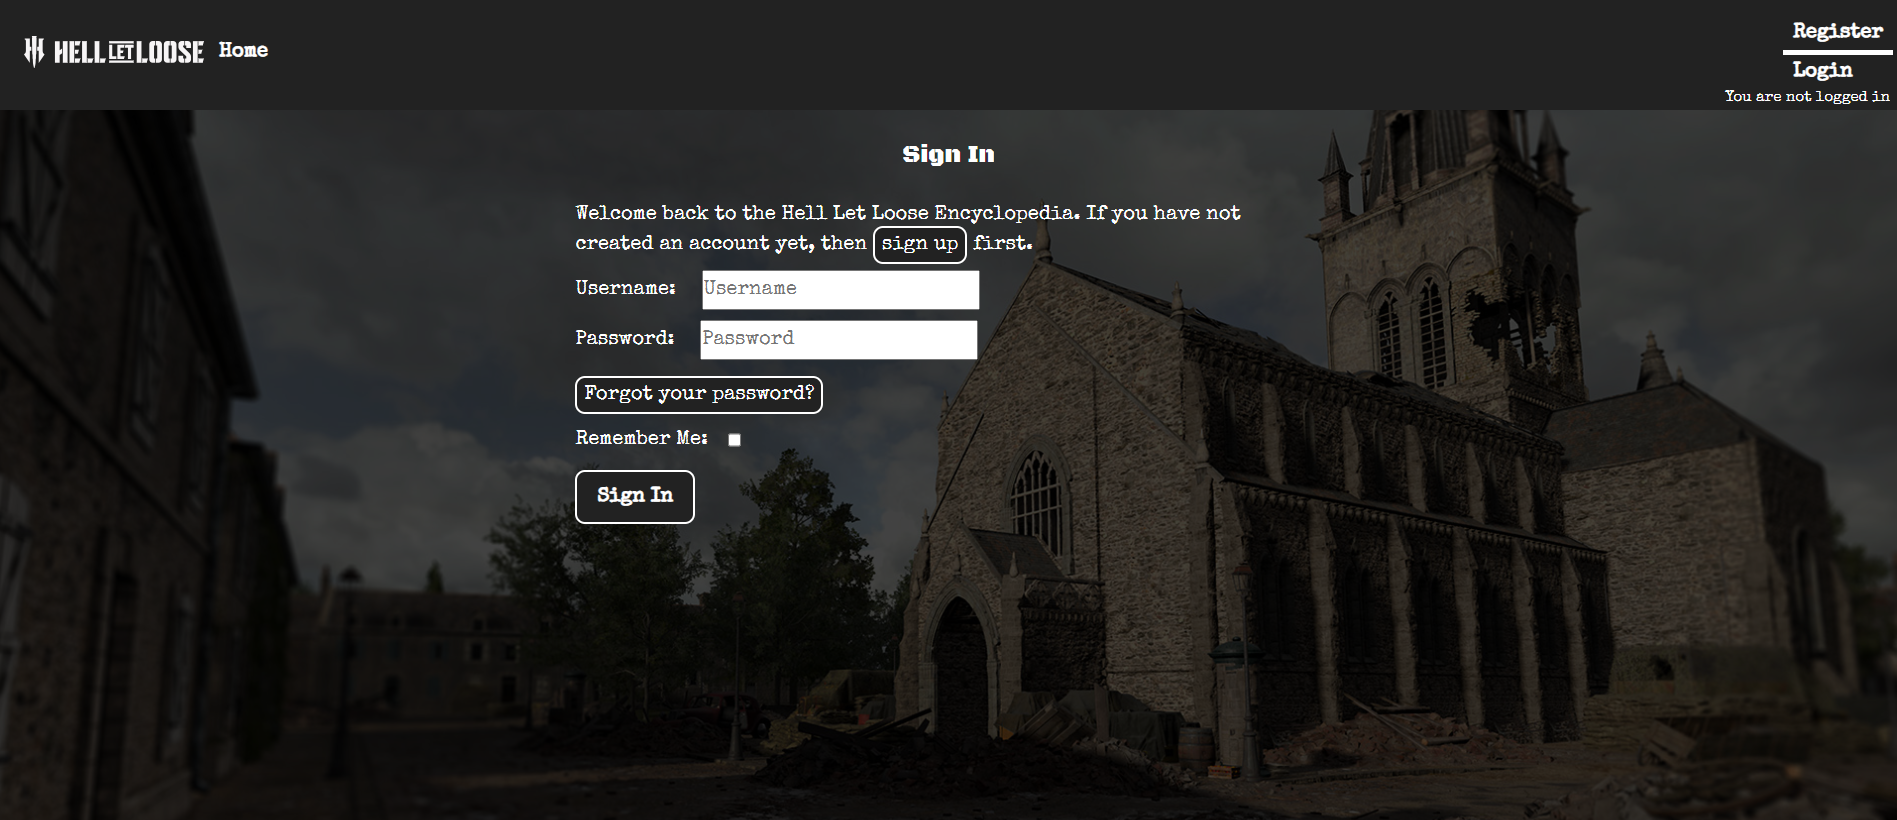 HELL LET LOOSE Home
Register
Login
You are not logged in
Sign In
Welcome back to the Hell Let Loose Encyclopedia. If you have not
created an account yet, then sign up first.
Username: Username
Password: Password
Forgot your password?
Remember Me:
Sign In